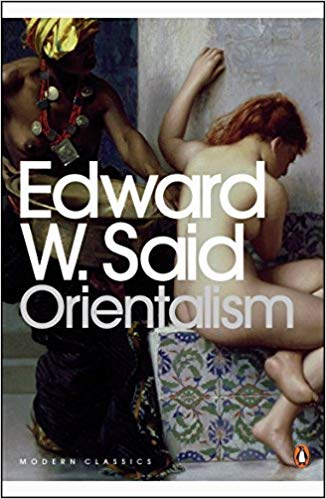 Edward
W. Said
Orientalism
MODERN CLASSICS